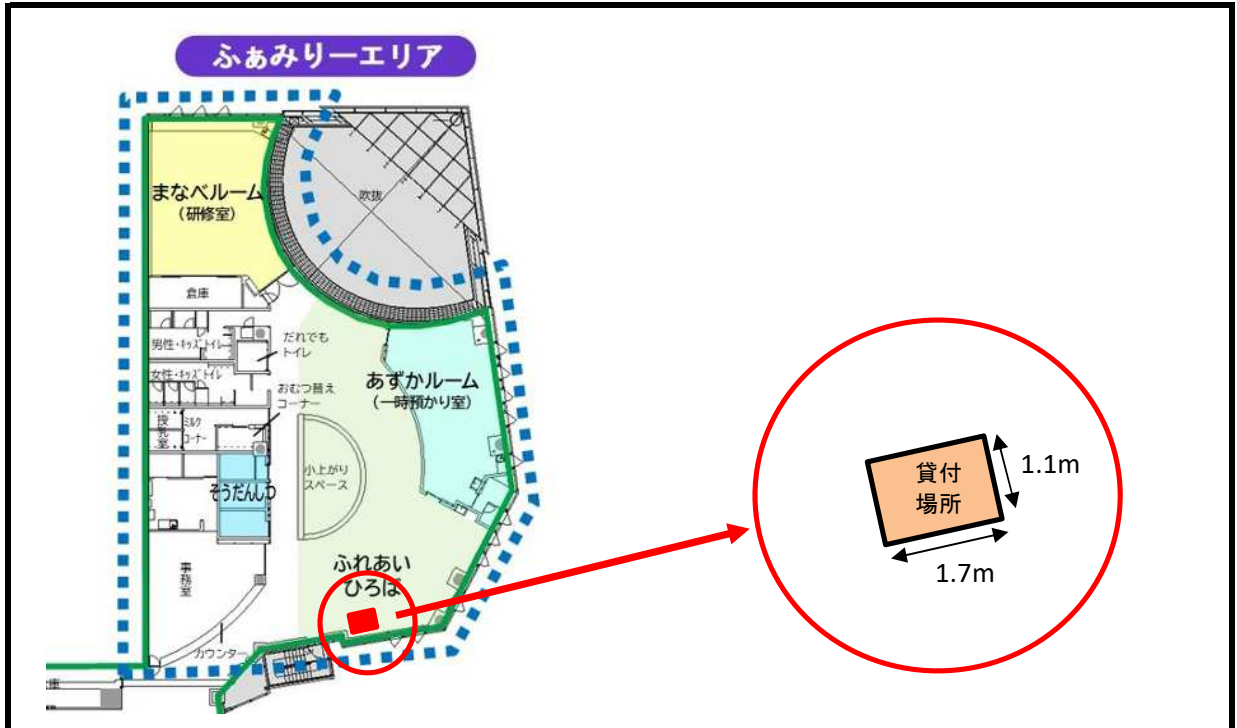 ふぁみりーエリア
まなべルーム
(研修室)
吹抜
倉庫
だれでも
トイレ
男性・キッズトイレ
女性・キッズトイレ
おむつ替え
コーナー
あずかルーム
(一時預かり室)
授乳室
ミルク
コーナー
小上がり
スペース
そうだんしつ
ふれあい
ひろば
事務室
カウンター
貸付
場所
1.1m
1.7m